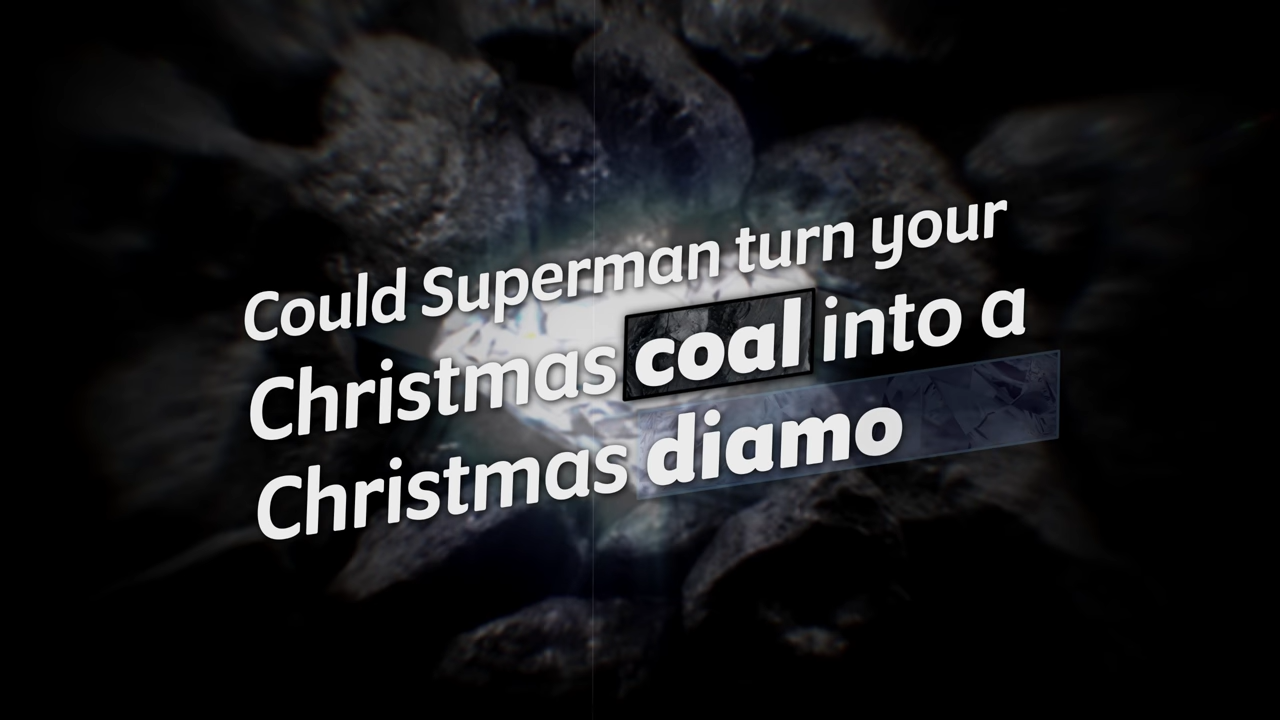 Could Superman turn your
Christmas coal into a
Christmas diamo